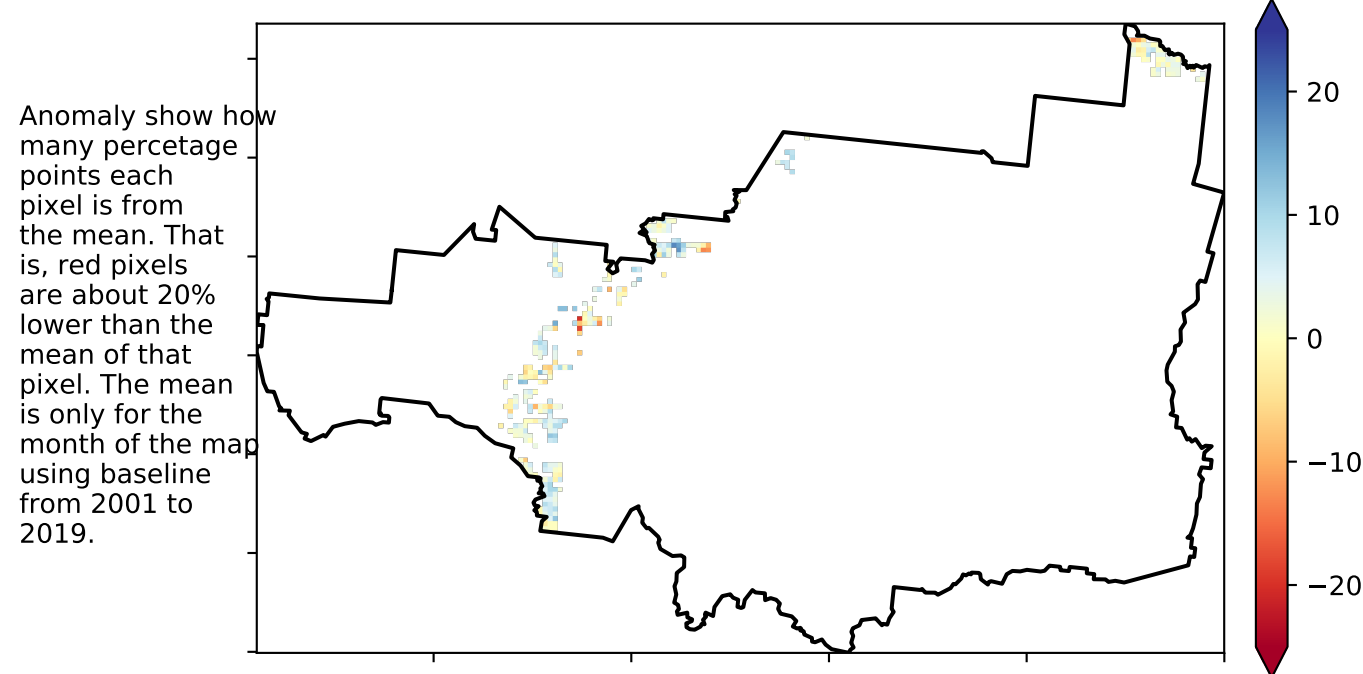 Anomaly show how
many percetage
points each
pixel is from
the mean. That
is, red pixels
are about 20%
lower than the
mean of that
pixel. The mean
is only for the
month of the map
using baseline
from 2001 to
2019.
20
10
0
−10
−20